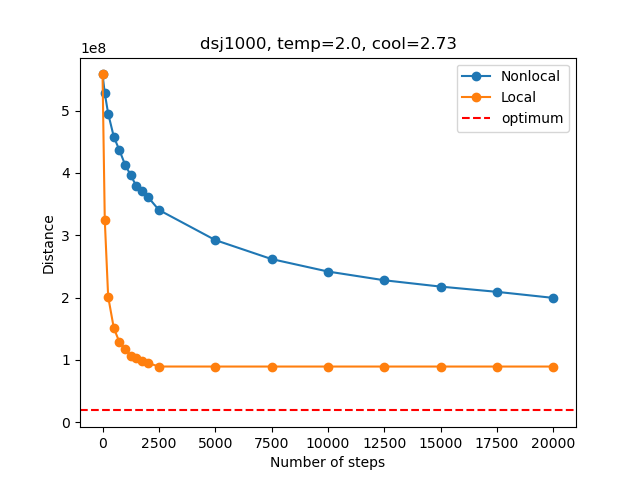 dsj1000, temp=2.0, cool=2.73
1e8
Nonlocal
Local
optimum
5
4
3
2
1
0
Distance
0 2500 5000 7500 10000 12500 15000 17500 20000
Number of steps